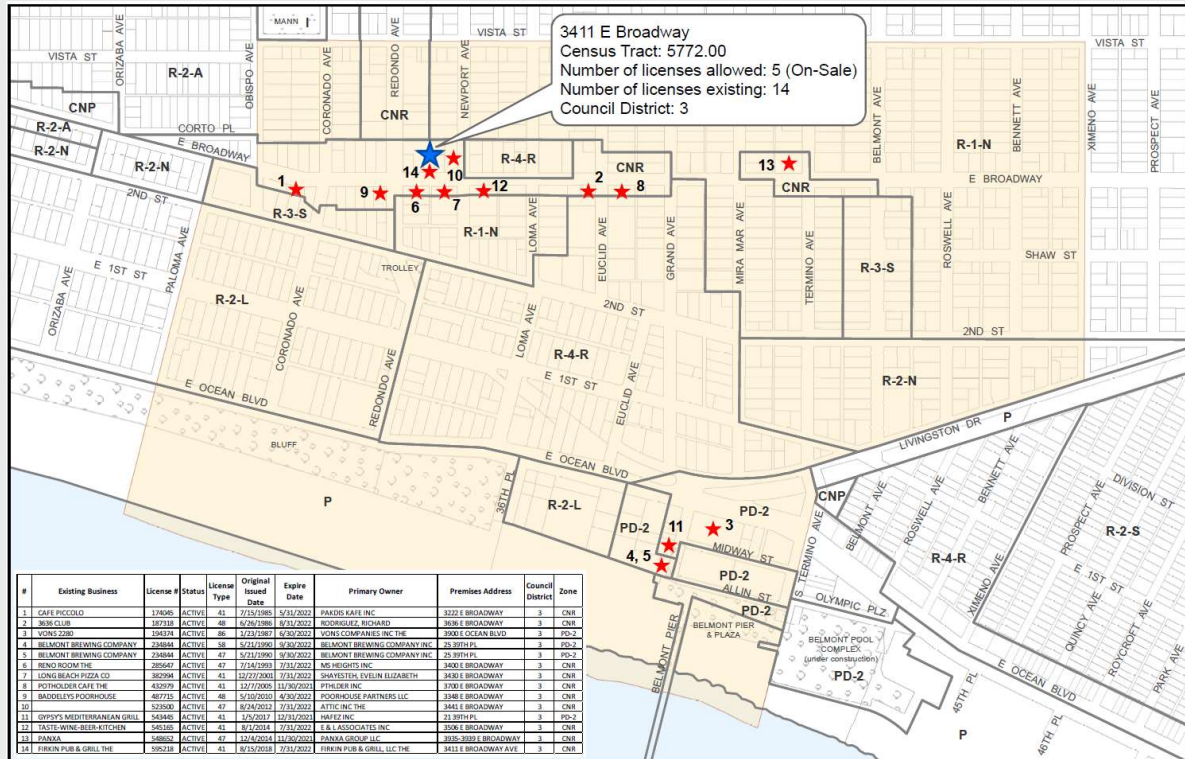 MANN
VISTA ST
VISTA ST
VISTA ST
ORIZABA AVE
OBISPO AVE
CORONADO AVE
REDONDO AVE
NEWPORT AVE
3411 E Broadway
Census Tract: 5772.00
Number of licenses allowed: 5 (On-Sale)
Number of licenses existing: 14
Council District: 3
R-2-A
CNP
CNR
R-2-A
R-2-N
CORTO PL
E BROADWAY
R-2-N
R-4-R
CNR
BELMONT AVE
BENNETT AVE
XIMENO AVE
PROSPECT AVE
R-1-N
1
14
10
9
6
7
12
2
8
13
CNR
E BROADWAY
2ND ST
R-3-S
R-1-N
LOMA AVE
EUCLID AVE
GRAND AVE
MIRA MAR AVE
TERMINO AVE
R-3-S
ROSWELL AVE
SHAW ST
E 1ST ST
PALOMA AVE
TROLLEY
ORIZABA AVE
R-2-L
CORONADO AVE
2ND ST
2ND ST
LOMA AVE
R-4-R
E 1ST ST
R-2-N
E OCEAN BLVD
REDONDO AVE
EUCLID AVE
BLUFF
LIVINGSTON DR
P
E OCEAN BLVD
36TH PL
P
R-2-L
PD-2
11
3
PD-2
4, 5
MIDWAY ST
PD-2
ALLIN ST
PD-2
S TERMINO AVE
CNP
BELMONT AVE
ROSWELL AVE
BENNETT AVE
PROSPECT AVE
DIVISION ST
R-2-S
R-4-R
XIMENO AVE
E 1ST ST
QUINCY AVE
ROYCROFT AVE
PARK AVE
OLYMPIC PLZ
BELMONT PIER
BELMONT PIER
& PLAZA
BELMONT POOL
COMPLEX
(under construction)
PD-2
E OCEAN BLVD
45TH PL
46TH PL
P
# Existing Business License # Status License Type Original Issued Date Expire Date Primary Owner Premises Address Council District Zone
1 CAFE PICCOLO 174045 ACTIVE 41 7/15/1985 5/31/2022 PAKDIS KAFE INC 3222 E BROADWAY 3 CNR
2 3636 CLUB 187318 ACTIVE 48 6/26/1986 8/31/2022 RODRIGUEZ, RICHARD 3636 E BROADWAY 3 CNR
3 VONS 2280 194374 ACTIVE 86 1/23/1987 6/30/2022 VONS COMPANIES INC THE 3900 E OCEAN BLVD 3 PD-2
4 BELMONT BREWING COMPANY 234844 ACTIVE 58 5/21/1990 9/30/2022 BELMONT BREWING COMPANY INC 25 39TH PL 3 PD-2
5 BELMONT BREWING COMPANY 234844 ACTIVE 47 5/21/1990 9/30/2022 BELMONT BREWING COMPANY INC 25 39TH PL 3 PD-2
6 RENO ROOM THE 285647 ACTIVE 47 7/14/1993 7/31/2022 MS HEIGHTS INC 3400 E BROADWAY 3 CNR
7 LONG BEACH PIZZA CO 382994 ACTIVE 41 12/27/2001 7/31/2022 SHAYESTEH, EVELIN ELIZABETH 3430 E BROADWAY 3 CNR
8 POTHOLDER CAFE THE 432979 ACTIVE 41 12/7/2005 11/30/2021 PTHLDER INC 3700 E BROADWAY 3 CNR
9 BADDELEYS POORHOUSE 487715 ACTIVE 48 5/10/2010 4/30/2022 POORHOUSE PARTNERS LLC 3348 E BROADWAY 3 CNR
10 523500 ACTIVE 47 8/24/2012 7/31/2022 ATTIC INC THE 3441 E BROADWAY 3 CNR
11 GYPSY'S MEDITERRANEAN GRILL 543445 ACTIVE 41 1/5/2017 12/31/2021 HAFEZ INC 21 39TH PL 3 PD-2
12 TASTE-WINE-BEER-KITCHEN 545165 ACTIVE 41 8/1/2014 7/31/2022 E & L ASSOCIATES INC 3506 E BROADWAY 3 CNR
13 PANXA 548652 ACTIVE 47 12/4/2014 11/30/2021 PANXA GROUP LLC 3935-3939 E BROADWAY 3 CNR
14 FIRKIN PUB & GRILL THE 595218 ACTIVE 41 8/15/2018 7/31/2022 FIRKIN PUB & GRILL, LLC THE 3411 E BROADWAY AVE 3 CNR